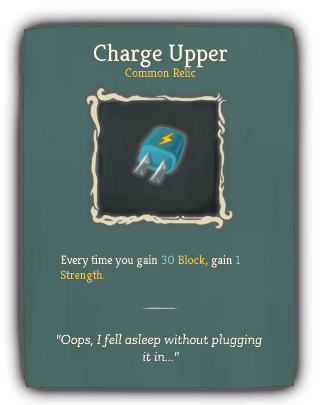 Charge Upper
Common Relic
Every time you gain 30 Block, gain 1
Strength.
"Oops, I fell asleep without plugging
it in..."